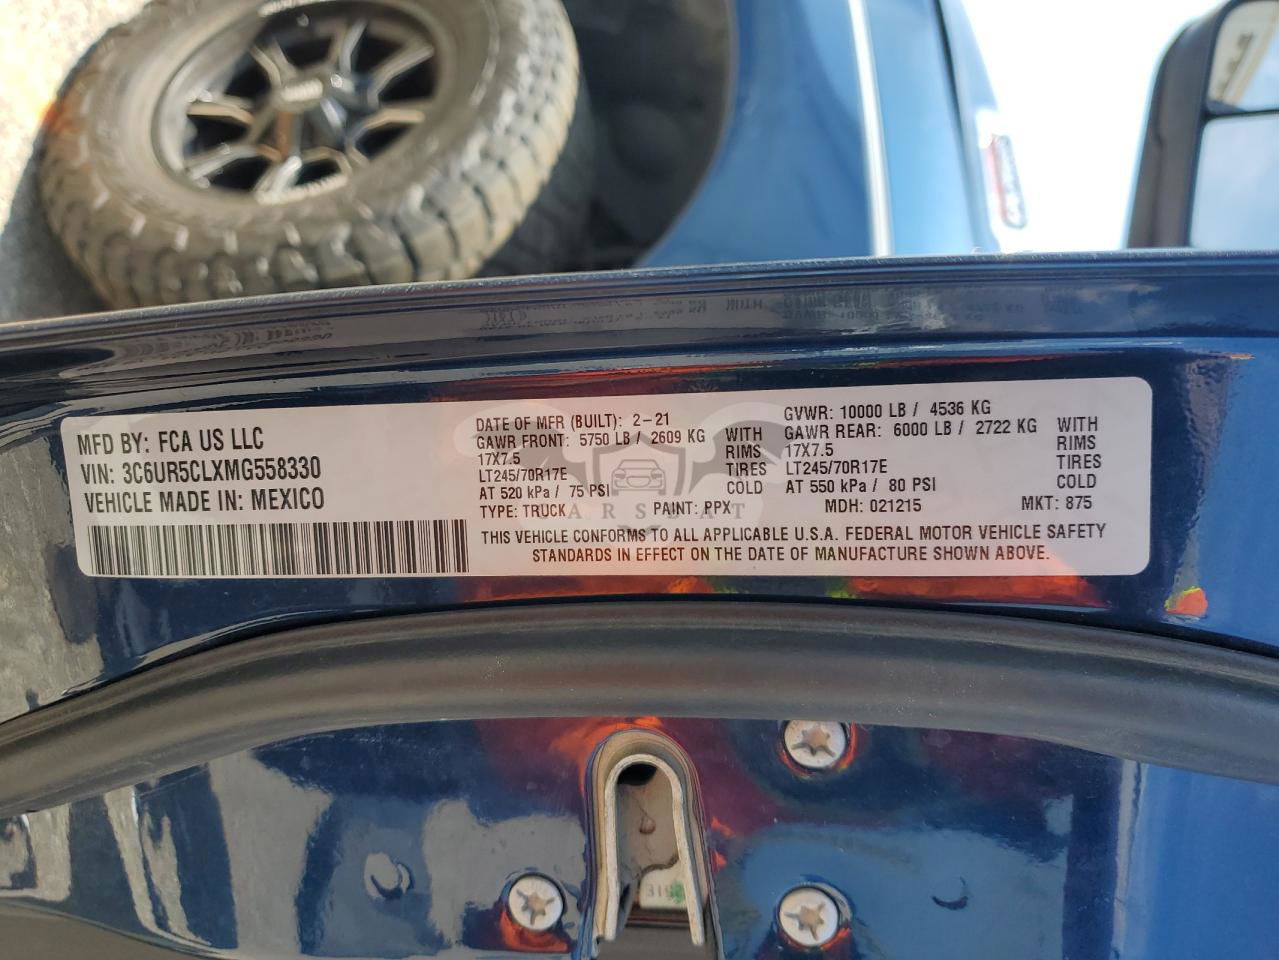 MFD BY: FCA US LLC
VIN: 3C6UR5CLXMG558330
VEHICLE MADE IN: MEXICO
DATE OF MFR (BUILT): 2-21
GAWR FRONT: 5750 LB / 2609 KG WITH
17X7.5 RIMS
LT245/70R17E TIRES
AT 520 kPa / 75 PSI COLD
TYPE: TRUCK PAINT: PPX
GVWR: 10000 LB / 4536 KG
GAWR REAR: 6000 LB / 2722 KG WITH
17X7.5 RIMS
LT245/70R17E TIRES
AT 550 kPa / 80 PSI COLD
MDH: 021215 MKT: 875
THIS VEHICLE CONFORMS TO ALL APPLICABLE U.S.A. FEDERAL MOTOR VEHICLE SAFETY
STANDARDS IN EFFECT ON THE DATE OF MANUFACTURE SHOWN ABOVE.
CARSDAT